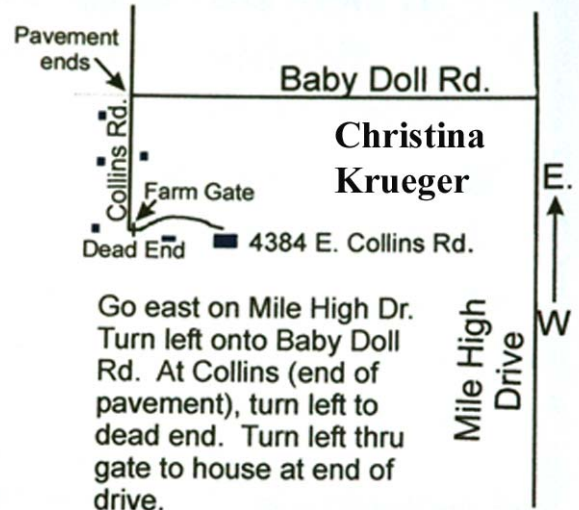 Pavement
ends
Baby Doll Rd.
Collins Rd.
Christina
Krueger
E.
Farm Gate
Dead End
4384 E. Collins Rd.
W
Mile High
Drive
Go east on Mile High Dr.
Turn left onto Baby Doll
Rd. At Collins (end of
pavement), turn left to
dead end. Turn left thru
gate to house at end of
drive.